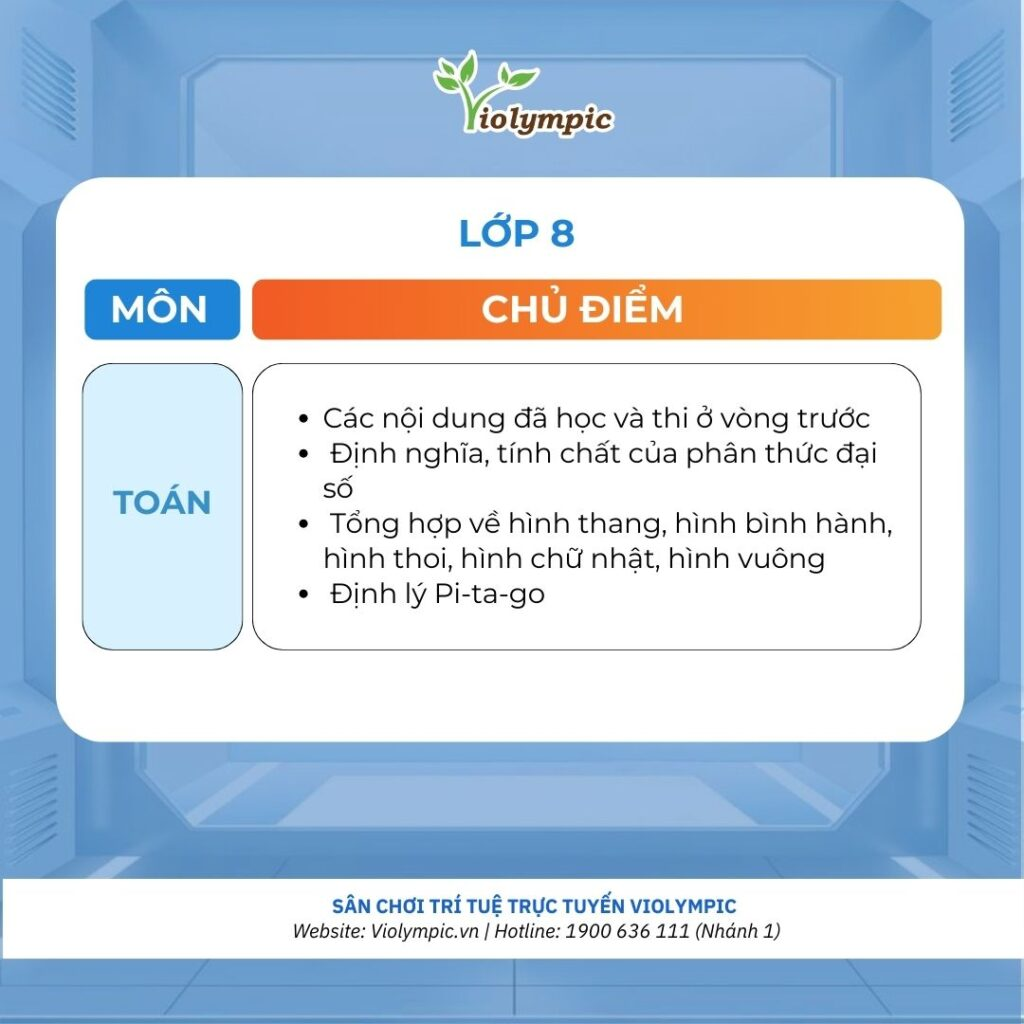 Violympic
LỚP 8
MÔN
CHỦ ĐIỂM
TOÁN
• Các nội dung đã học và thi ở vòng trước
• Định nghĩa, tính chất của phân thức đại
số
• Tổng hợp về hình thang, hình bình hành,
hình thoi, hình chữ nhật, hình vuông
• Định lý Pi-ta-go
SÂN CHƠI TRÍ TUỆ TRỰC TUYẾN VIOLYMPIC
Website: Violympic.vn | Hotline: 1900 636 111 (Nhánh 1)